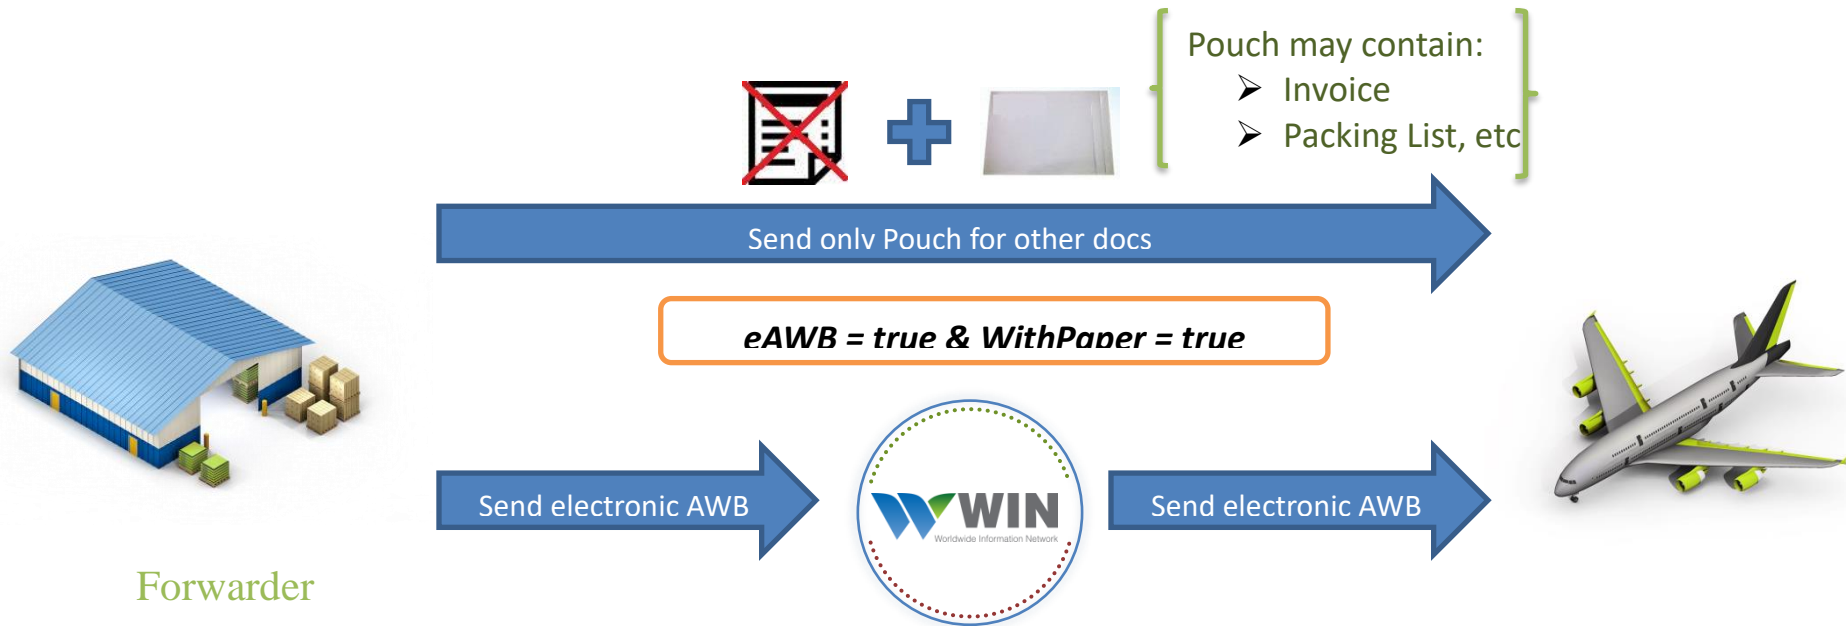 Pouch may contain:
➢ Invoice
➢ Packing List, etc
Send only Pouch for other docs
eAWB = true & WithPaper = true
Send electronic AWB
WIN
Worldwide Information Network
Send electronic AWB
Forwarder